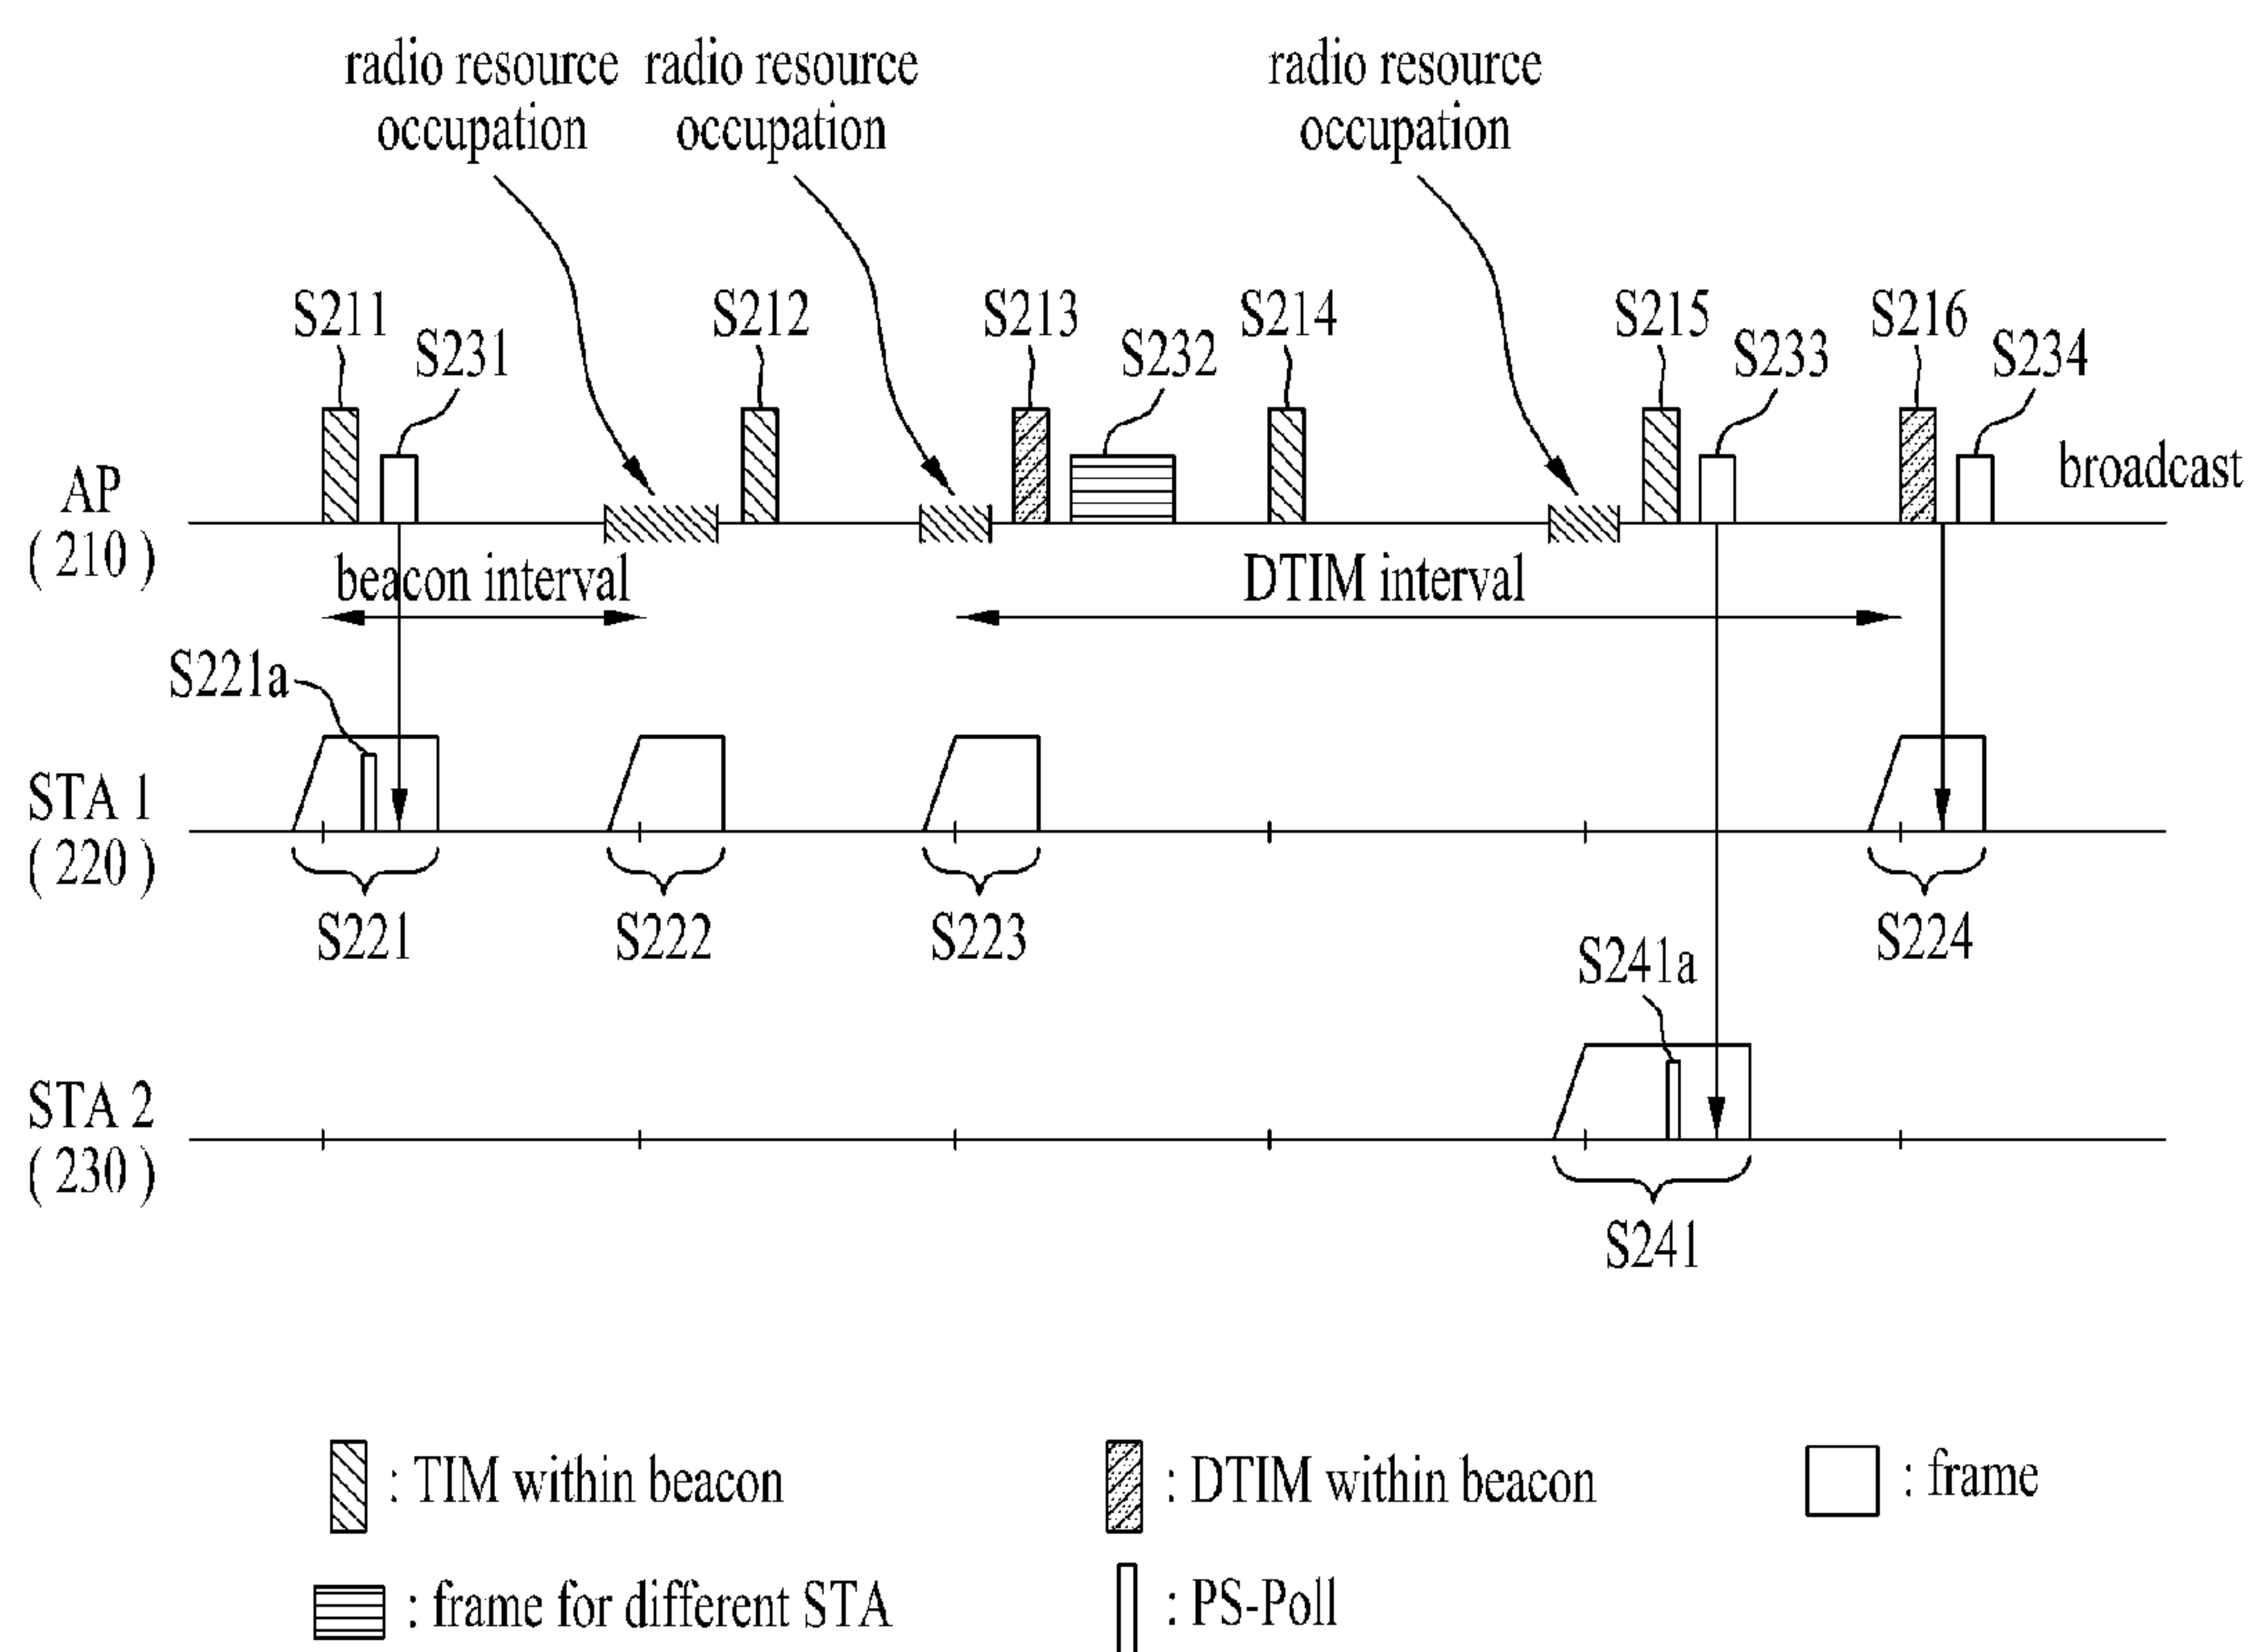 radio resource occupation
radio resource occupation
radio resource occupation
S211
S231
S212
S213
S232
S214
S215
S233
S216
S234
AP
( 210 )
broadcast
beacon interval
DTIM interval
S221a
STA 1
( 220 )
S221
S222
S223
S224
S241a
STA 2
( 230 )
S241
: TIM within beacon
: DTIM within beacon
: frame
: frame for different STA
: PS-Poll